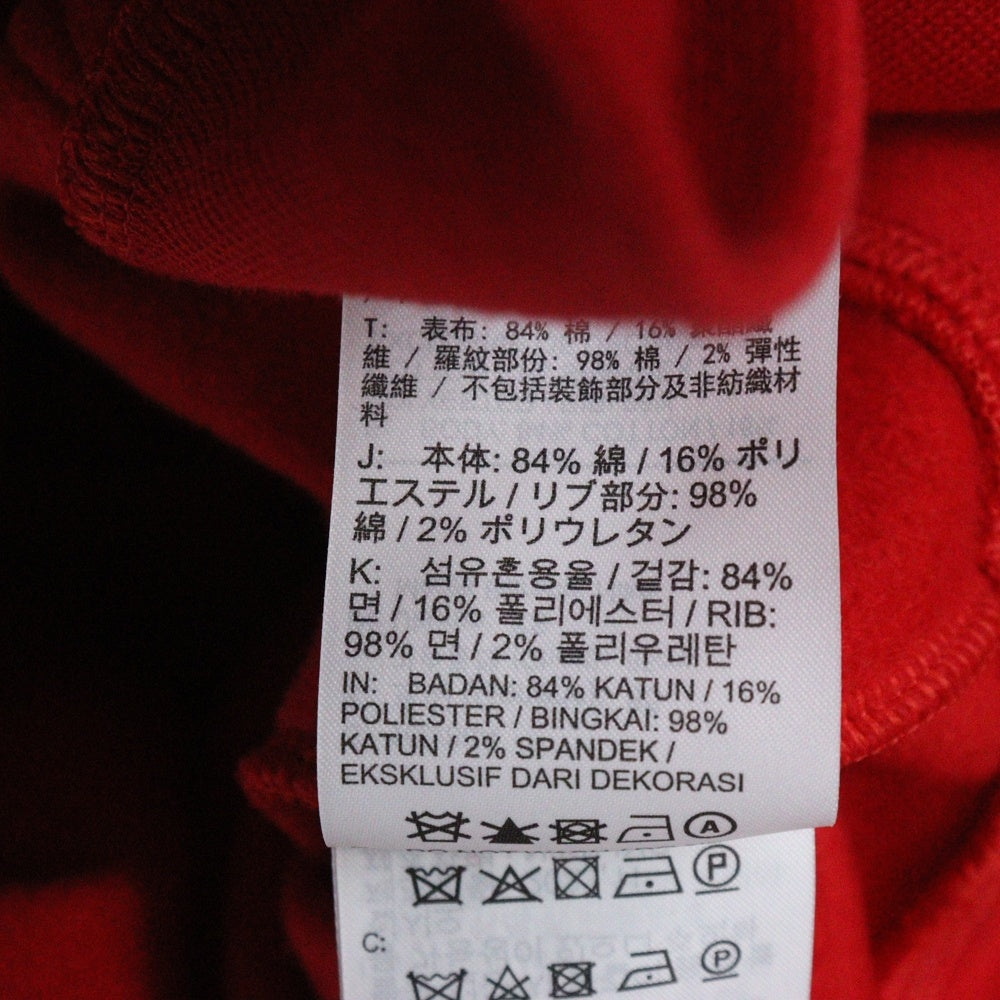 T: 表布: 84% 棉 / 16%
維 / 羅紋部份: 98% 棉 / 2% 彈性
纖維 / 不包括裝飾部分及非紡織材
料
J: 本体: 84% 綿 / 16% ポリ
エステル / リブ部分: 98%
綿 / 2% ポリウレタン
K: 섬유혼용율 / 겉감: 84%
면 / 16% 폴리에스터 / RIB:
98% 면 / 2% 폴리우레탄
IN: BADAN: 84% KATUN / 16%
POLIESTER / BINGKAI: 98%
KATUN / 2% SPANDEK /
EKSKLUSIF DARI DEKORASI
A
P
C:
P